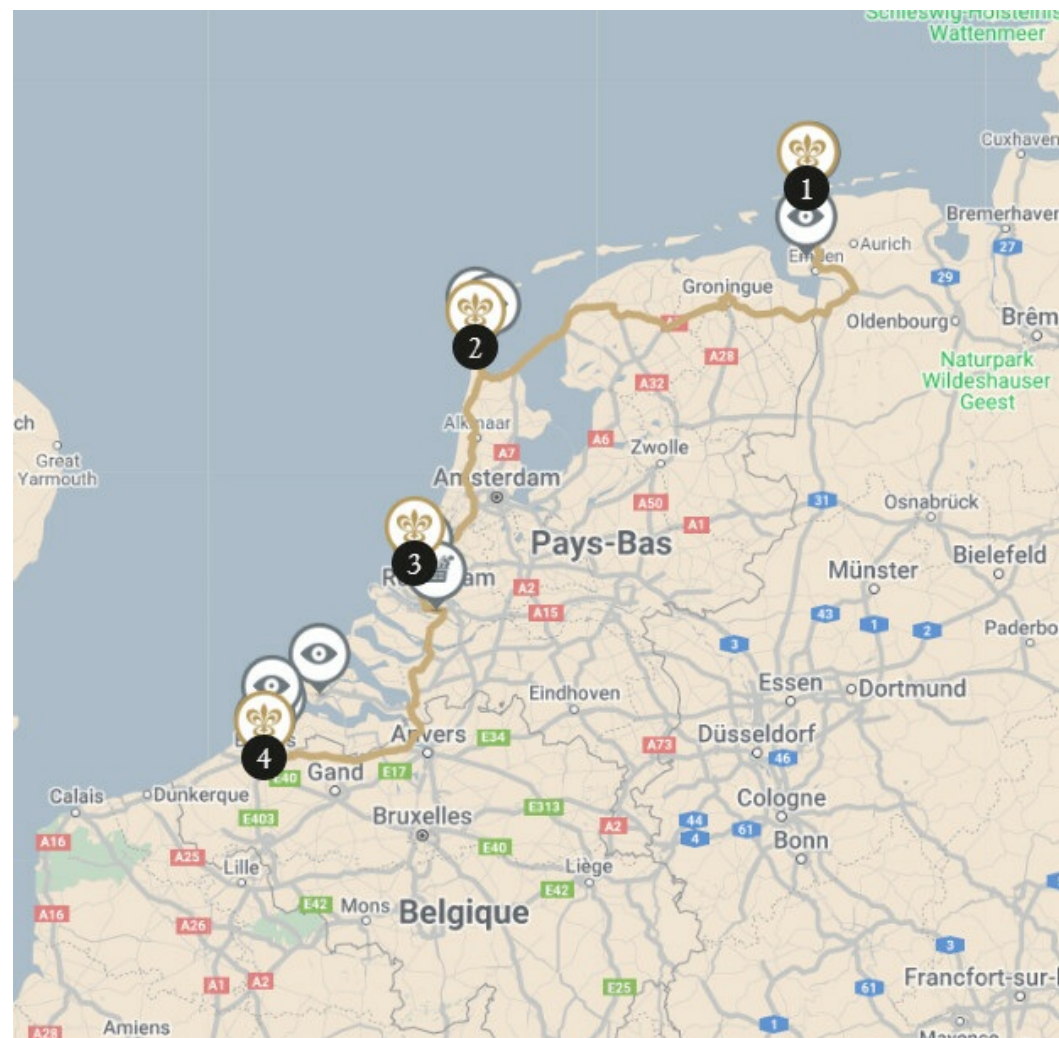 Schleswig-Holsteinis
Wattenmeer
Cuxhaven
1
Bremerhaven
27
Aurich
Emden
29
Groningue
Oldenbourg
Brêm
2
A28
Naturpark
Wildeshauser
Geest
A32
ch
Alkmaar
A6
Great
Yarmouth
A7
Zwolle
Amsterdam
A50
31
Osnabrück
A1
Pays-Bas
Bielefeld
3
Münster
A2
A15
43
1
2
Paderbo
3
Eindhoven
Essen
Dortmund
Anvers
E34
A73
Düsseldorf
4
46
E40
Gand
E17
Calais
Dunkerque
E313
Cologne
E403
Bruxelles
A2
44
61
4
A16
Bonn
A25
E40
Lille
Liège
E42
E42
Mons
Belgique
A16
A26
3
A1
A2
E25
61
Francfort-sur-
1
Amiens
A28